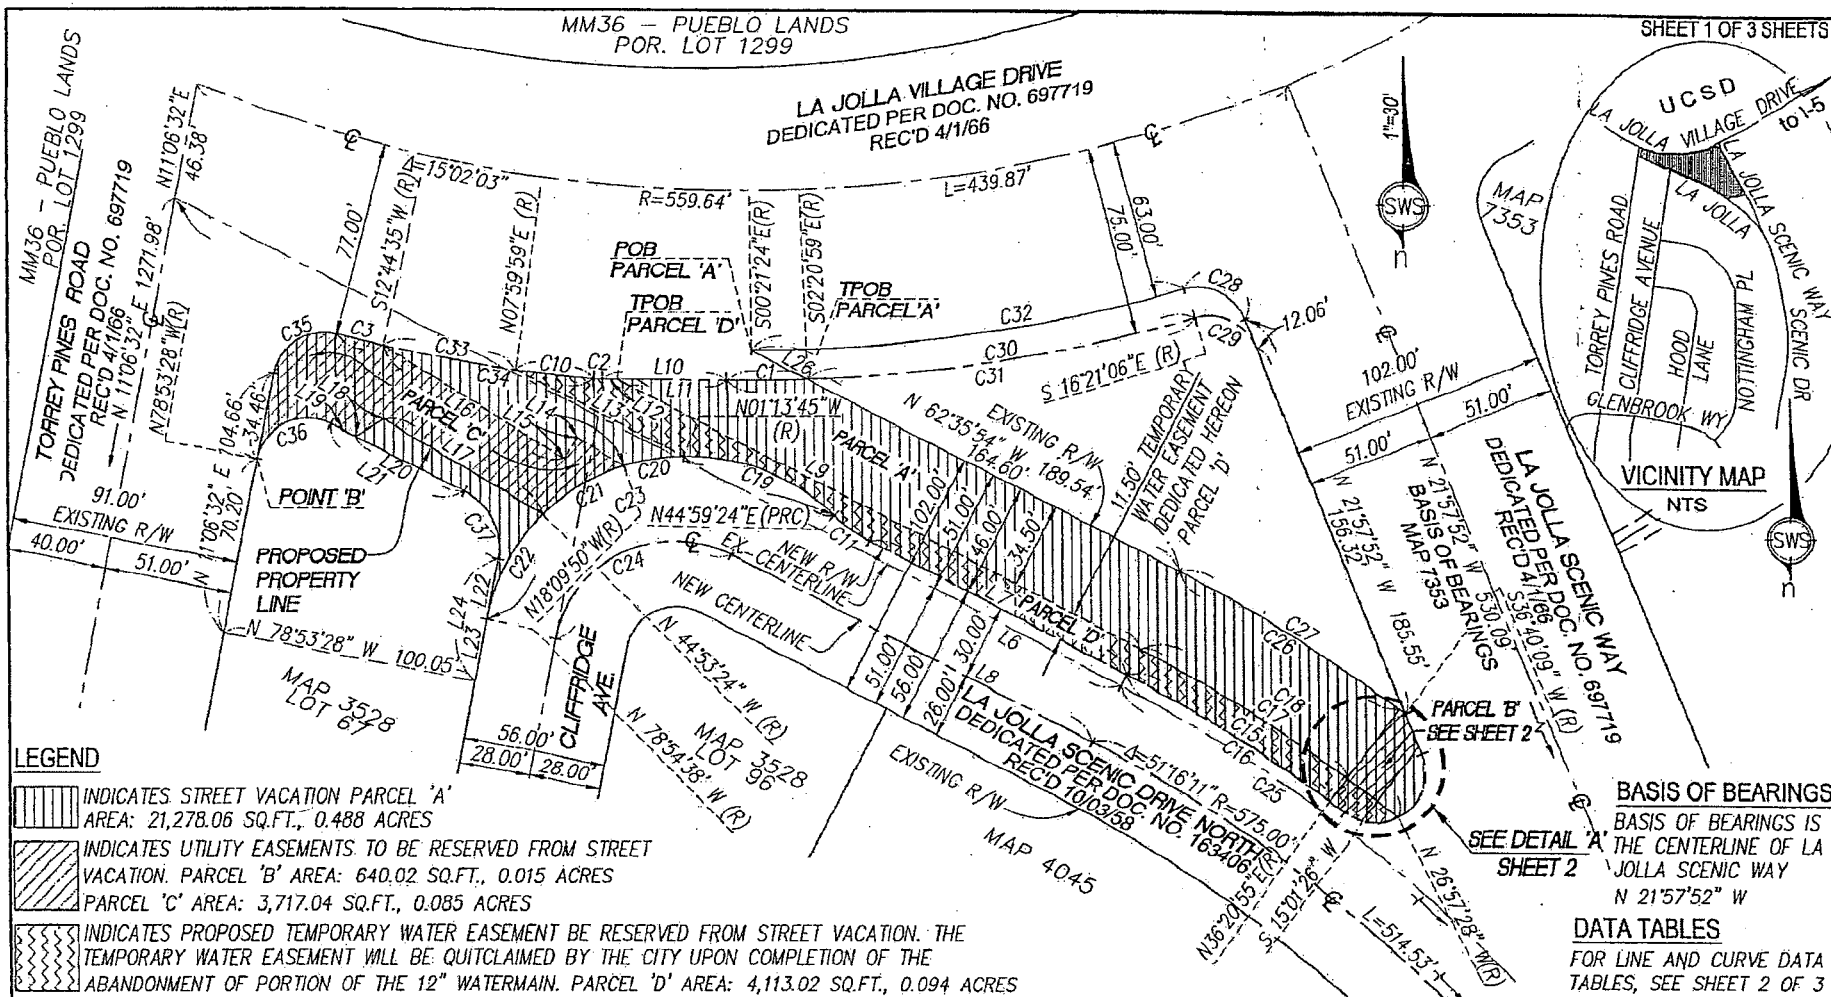 MM36 – PUEBLO LANDS
POR. LOT 1299
SHEET 1 OF 3 SHEETS
LA JOLLA VILLAGE DRIVE
DEDICATED PER DOC. NO. 697719
REC'D 4/1/66
MM36 – PUEBLO LANDS
POR. LOT 1299
TORREY PINES ROAD
DEDICATED PER DOC. NO. 697719
REC'D 4/1/66
N 11°06'32" E 1271.98'
N11°06'32"E
46.38'
77.00'
Δ=15°02'03"
S12°44'35"W (R)
N07°59'59"E (R)
R=559.64'
L=439.87'
S00°21'24"E(R)
S02°20'59"E(R)
63.00'
75.00'
POB
PARCEL 'A'
TPOB
PARCEL 'D'
TPOB
PARCEL 'A'
1"=30'
SWS
n
MAP
7353
UCSD
LA JOLLA VILLAGE DRIVE
to I-5
LA JOLLA SCENIC WAY
LA JOLLA
SCENIC DR
TORREY PINES ROAD
CLIFFRIDGE AVENUE
HOOD
LANE
NOTTINGHAM PL
GLENBROOK WY
VICINITY MAP
NTS
SWS
n
C35
C3
C33
C34
C10
C2
L10
L11
C1
L26
C32
C30
C31
C28
C29
12.06'
S 16°21'06"E (R)
102.00'
EXISTING R/W
51.00'
51.00'
N78°53'28"W(R)
104.66'
34.46'
N 11°06'32" E
70.20'
C36
L19
L18
L16
L15
L14
L13
L12
PARCEL 'C'
L17
L20
L21
C37
N01°13'45"W
(R)
PARCEL 'A'
N 62°35'54" W 189.54'
164.60'
EXISTING R/W
11.50' TEMPORARY
WATER EASEMENT
DEDICATED HEREON
PARCEL 'D'
POINT 'B'
91.00'
EXISTING R/W
40.00'
51.00'
PROPOSED
PROPERTY
LINE
C20
C21
C22
C23
C24
C19
L9
C11
N44°59'24"E(PRC)
N18°09'50"W(R)
EX. CENTERLINE
NEW R/W
NEW CENTERLINE
102.00'
51.00'
46.00'
34.50'
51.00'
56.00'
30.00'
26.00'
L7
PARCEL 'D'
L6
L8
L22
L24
L23
N 78°53'28" W 100.05'
MAP 3528
LOT 67
CLIFFRIDGE
AVE.
56.00'
28.00'
28.00'
N 44°53'24" W (R)
N 78°54'38" W (R)
MAP 3528
LOT 96
C27
C26
C18
C17
C15
C16
C25
N 21°57'52" W 185.55'
156.32'
N 21°57'52" W 530.09'
BASIS OF BEARINGS
MAP 7353
S36°40'09" W (R)
LA JOLLA SCENIC WAY
DEDICATED PER DOC. NO. 697719
REC'D 4/1/66
PARCEL 'B'
SEE SHEET 2
LA JOLLA SCENIC DRIVE NORTH
DEDICATED PER DOC. NO. 163406
REC'D 10/03/58
Δ=51°16'11" R=575.00'
L=514.53'
EXISTING R/W
MAP 4045
N36°20'55"E(R)
S 15°01'26" W
N 26°57'28" W(R)
SEE DETAIL 'A'
SHEET 2
BASIS OF BEARINGS
BASIS OF BEARINGS IS
THE CENTERLINE OF LA
JOLLA SCENIC WAY
N 21°57'52" W
DATA TABLES
FOR LINE AND CURVE DATA
TABLES, SEE SHEET 2 OF 3
LEGEND
INDICATES STREET VACATION PARCEL 'A'
AREA: 21,278.06 SQ.FT., 0.488 ACRES
INDICATES UTILITY EASEMENTS TO BE RESERVED FROM STREET
VACATION. PARCEL 'B' AREA: 640.02 SQ.FT., 0.015 ACRES
PARCEL 'C' AREA: 3,717.04 SQ.FT., 0.085 ACRES
INDICATES PROPOSED TEMPORARY WATER EASEMENT BE RESERVED FROM STREET VACATION. THE
TEMPORARY WATER EASEMENT WILL BE QUITCLAIMED BY THE CITY UPON COMPLETION OF THE
ABANDONMENT OF PORTION OF THE 12" WATERMAIN. PARCEL 'D' AREA: 4,113.02 SQ.FT., 0.094 ACRES